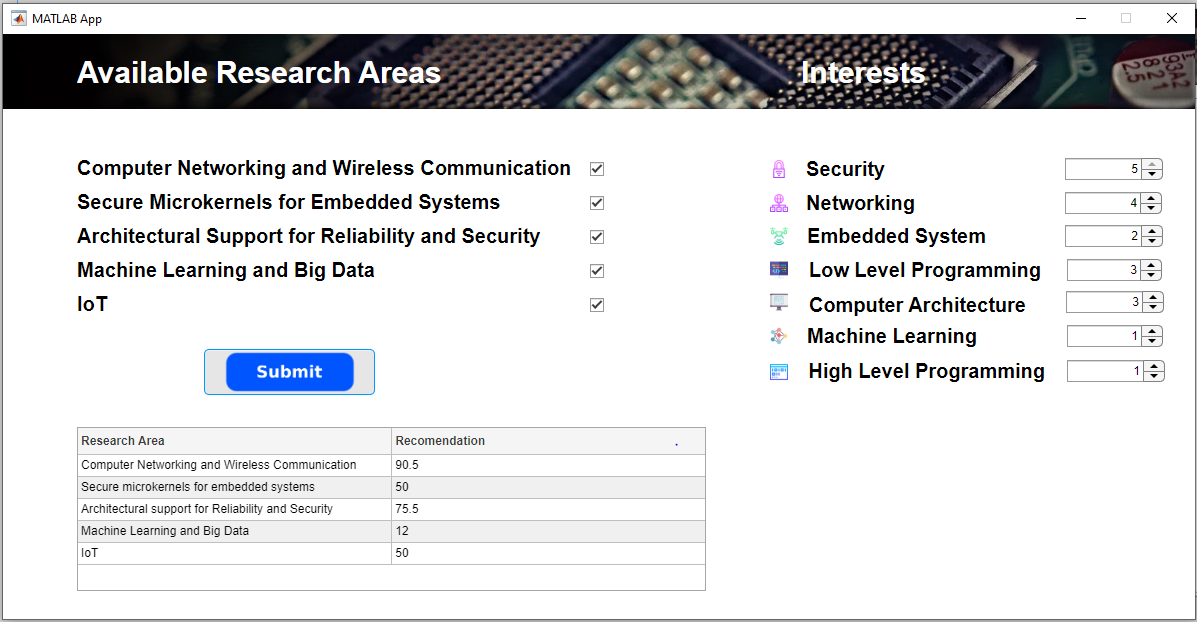 MATLAB App
Available Research Areas
Interests
Computer Networking and Wireless Communication
Secure Microkernels for Embedded Systems
Architectural Support for Reliability and Security
Machine Learning and Big Data
IoT
Submit
Security 5
Networking 4
Embedded System 2
Low Level Programming 3
Computer Architecture 3
Machine Learning 1
High Level Programming 1
Research Area Recomendation
Computer Networking and Wireless Communication 90.5
Secure microkernels for embedded systems 50
Architectural support for Reliability and Security 75.5
Machine Learning and Big Data 12
IoT 50